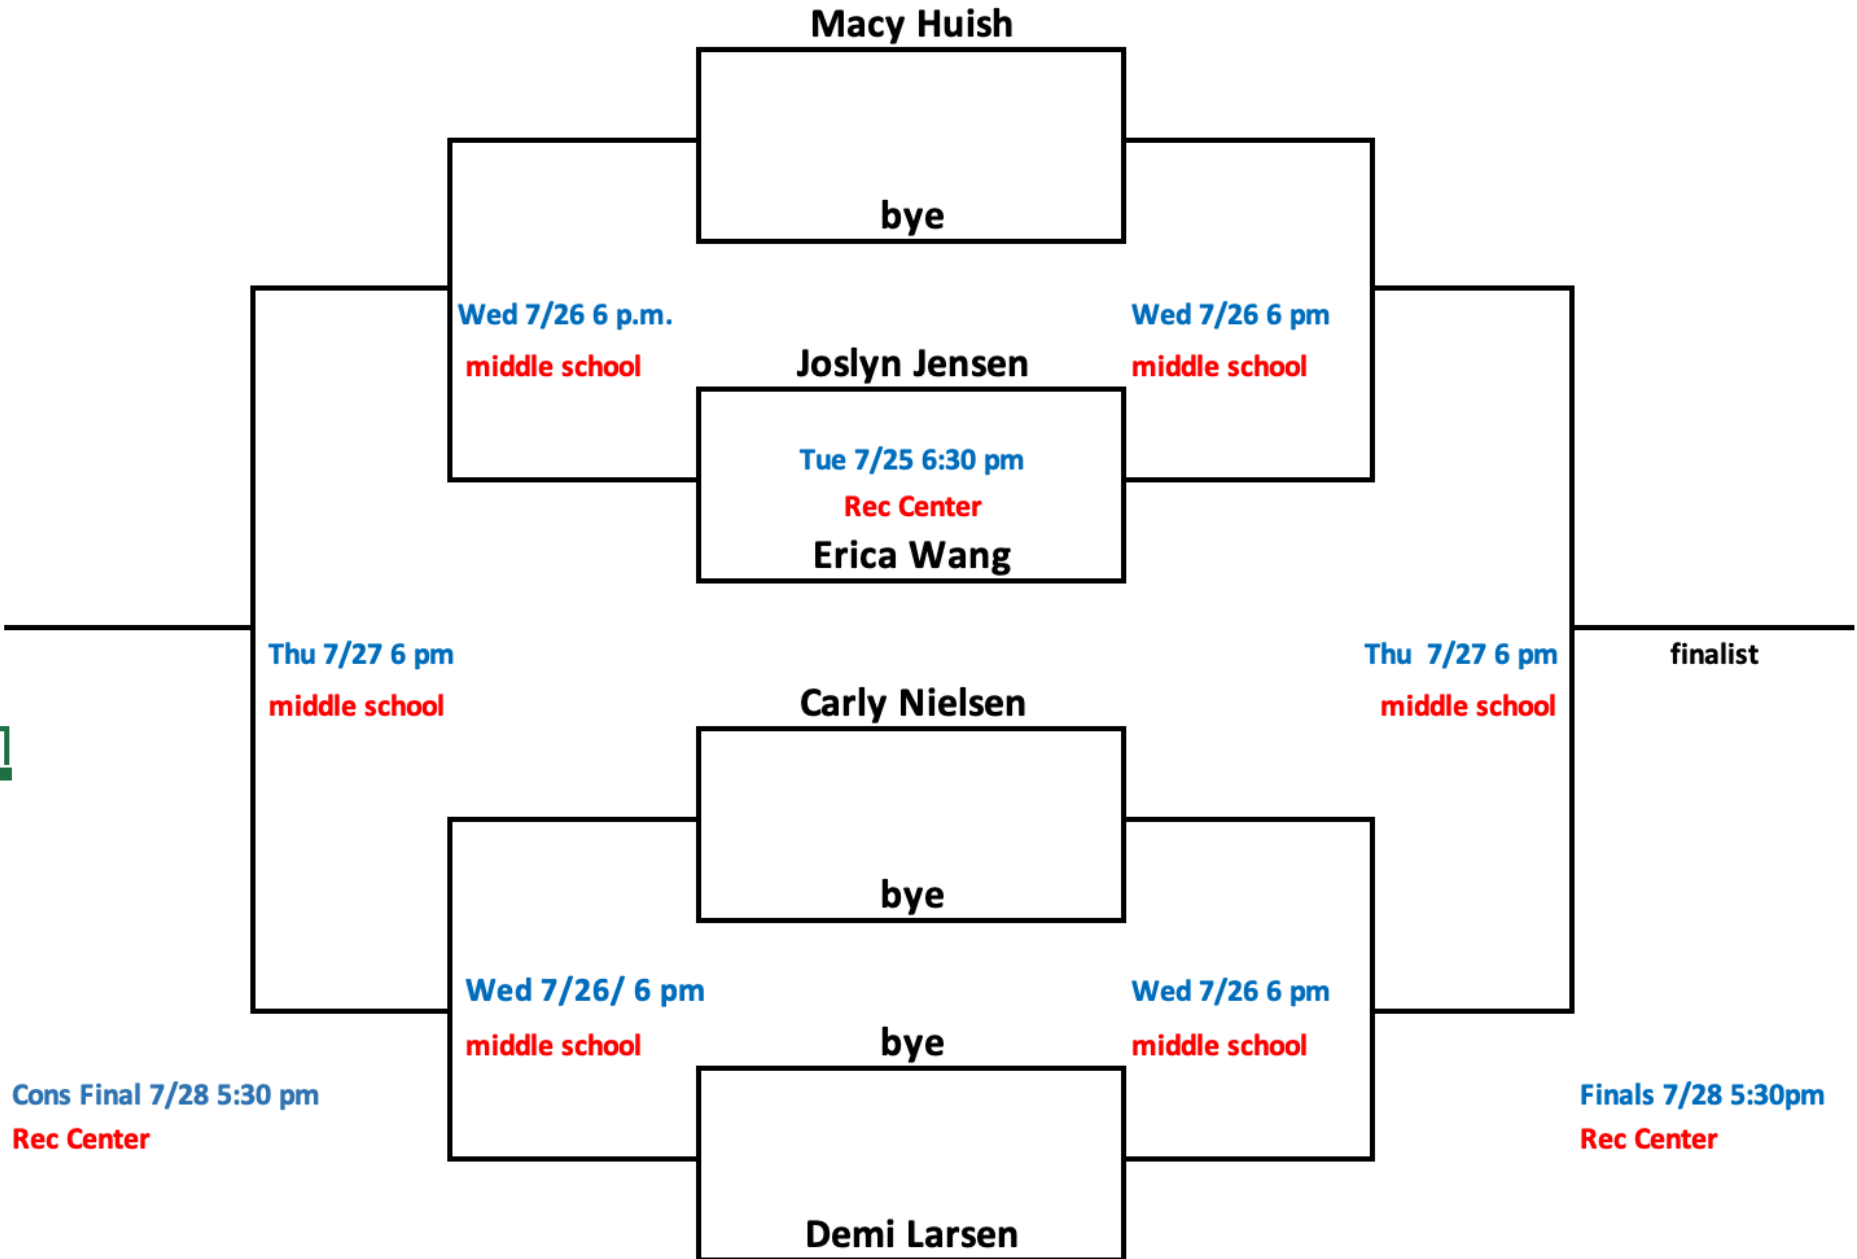 Macy Huish
bye
Wed 7/26 6 p.m.
Wed 7/26 6 pm
middle school
Joslyn Jensen
middle school
Tue 7/25 6:30 pm
Rec Center
Erica Wang
Thu 7/27 6 pm
Thu 7/27 6 pm
finalist
middle school
Carly Nielsen
middle school
bye
Wed 7/26/ 6 pm
Wed 7/26 6 pm
middle school
bye
middle school
Cons Final 7/28 5:30 pm
Finals 7/28 5:30pm
Rec Center
Rec Center
Demi Larsen